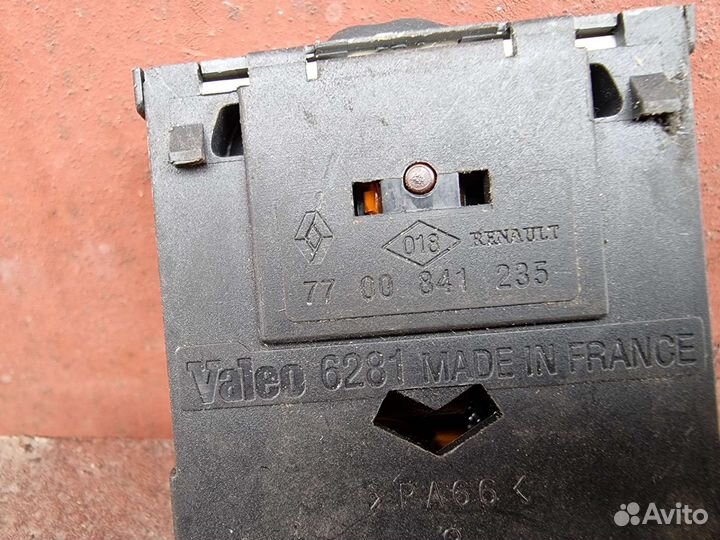 018 RENAULT
77 00 841 235
Valeo 6281 MADE IN FRANCE
>PA66<
Avito